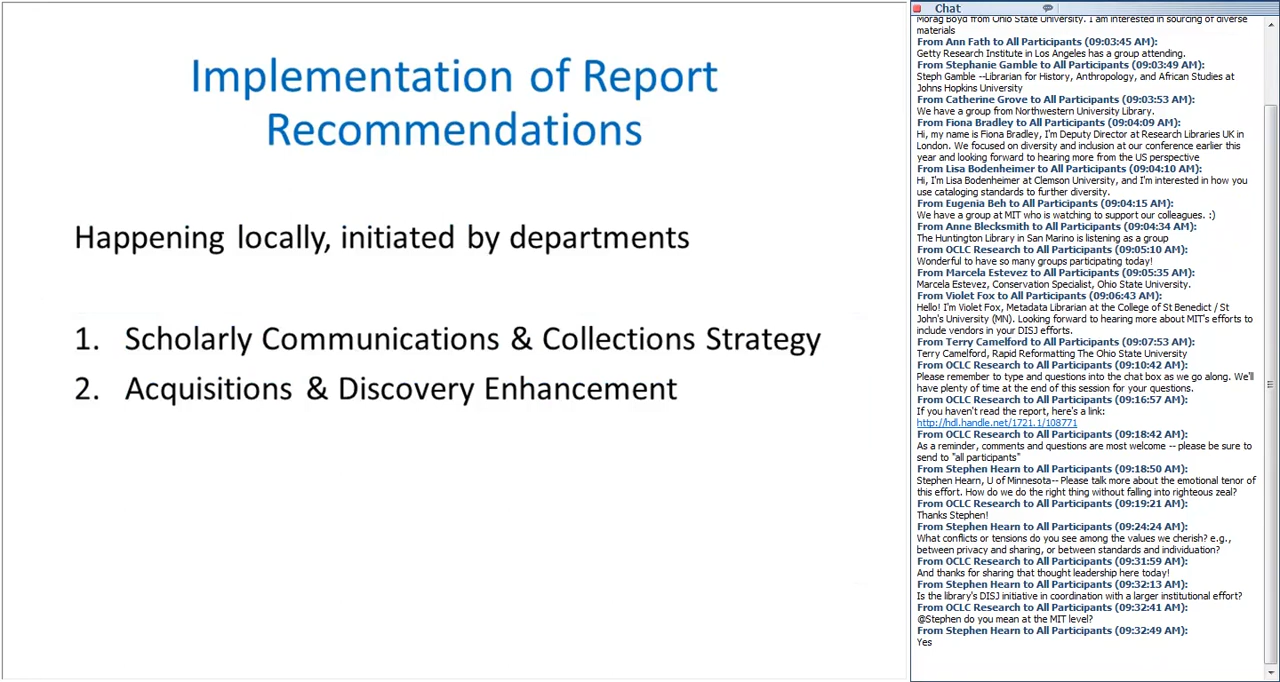 Implementation of Report
Recommendations
Happening locally, initiated by departments
1. Scholarly Communications & Collections Strategy
2. Acquisitions & Discovery Enhancement
Chat
Morag Boyd from Ohio State University. I am interested in sourcing of diverse
materials
From Ann Fath to All Participants (09:03:45 AM):
Getty Research Institute in Los Angeles has a group attending.
From Stephanie Gamble to All Participants (09:03:49 AM):
Steph Gamble --Librarian for History, Anthropology, and African Studies at
Johns Hopkins University
From Catherine Grove to All Participants (09:03:53 AM):
We have a group from Northwestern University Library.
From Fiona Bradley to All Participants (09:04:09 AM):
Hi, my name is Fiona Bradley, I'm Deputy Director at Research Libraries UK in
London. We focused on diversity and inclusion at our conference earlier this
year and looking forward to hearing more from the US perspective
From Lisa Bodenheimer to All Participants (09:04:10 AM):
Hi, I'm Lisa Bodenheimer at Clemson University, and I'm interested in how you
use cataloging standards to further diversity.
From Eugenia Beh to All Participants (09:04:15 AM):
We have a group at MIT who is watching to support our colleagues. :)
From Anne Blecksmith to All Participants (09:04:34 AM):
The Huntington Library in San Marino is listening as a group
From OCLC Research to All Participants (09:05:10 AM):
Wonderful to have so many groups participating today!
From Marcela Estevez to All Participants (09:05:35 AM):
Marcela Estevez, Conservation Specialist, Ohio State University.
From Violet Fox to All Participants (09:06:43 AM):
Hello! I'm Violet Fox, Metadata Librarian at the College of St Benedict / St
John's University (MN). Looking forward to hearing more about MIT's efforts to
include vendors in your DISJ efforts.
From Terry Camelford to All Participants (09:07:53 AM):
Terry Camelford, Rapid Reformatting The Ohio State University
From OCLC Research to All Participants (09:10:42 AM):
Please remember to type and questions into the chat box as we go along. We'll
have plenty of time at the end of this session for your questions.
From OCLC Research to All Participants (09:16:57 AM):
If you haven't read the report, here's a link:
http://hdl.handle.net/1721.1/108771
From OCLC Research to All Participants (09:18:42 AM):
As a reminder, comments and questions are most welcome -- please be sure to
send to "all participants"
From Stephen Hearn to All Participants (09:18:50 AM):
Stephen Hearn, U of Minnesota-- Please talk more about the emotional tenor of
this effort. How do we do the right thing without falling into righteous zeal?
From OCLC Research to All Participants (09:19:21 AM):
Thanks Stephen!
From Stephen Hearn to All Participants (09:24:24 AM):
What conflicts or tensions do you see among the values we cherish? e.g.,
between privacy and sharing, or between standards and individuation?
From OCLC Research to All Participants (09:31:59 AM):
And thanks for sharing that thought leadership here today!
From Stephen Hearn to All Participants (09:32:13 AM):
Is the library's DISJ initiative in coordination with a larger institutional effort?
From OCLC Research to All Participants (09:32:41 AM):
@Stephen do you mean at the MIT level?
From Stephen Hearn to All Participants (09:32:49 AM):
Yes